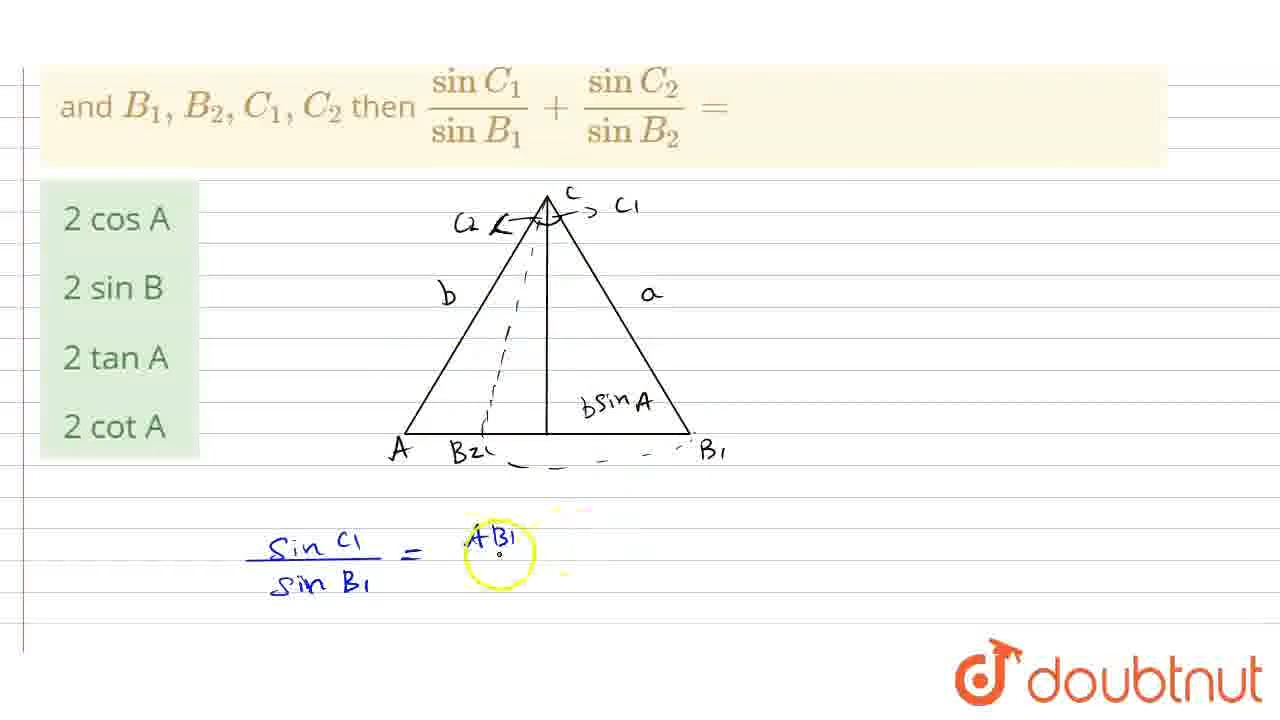 and B₁, B₂, C₁, C₂ then sin C₁ / sin B₁ + sin C₂ / sin B₂ =
2 cos A
2 sin B
2 tan A
2 cot A
C
C2
C1
b
a
b sin A
A
B2
B1
sin C1 / sin B1 = AB1
doubtnut